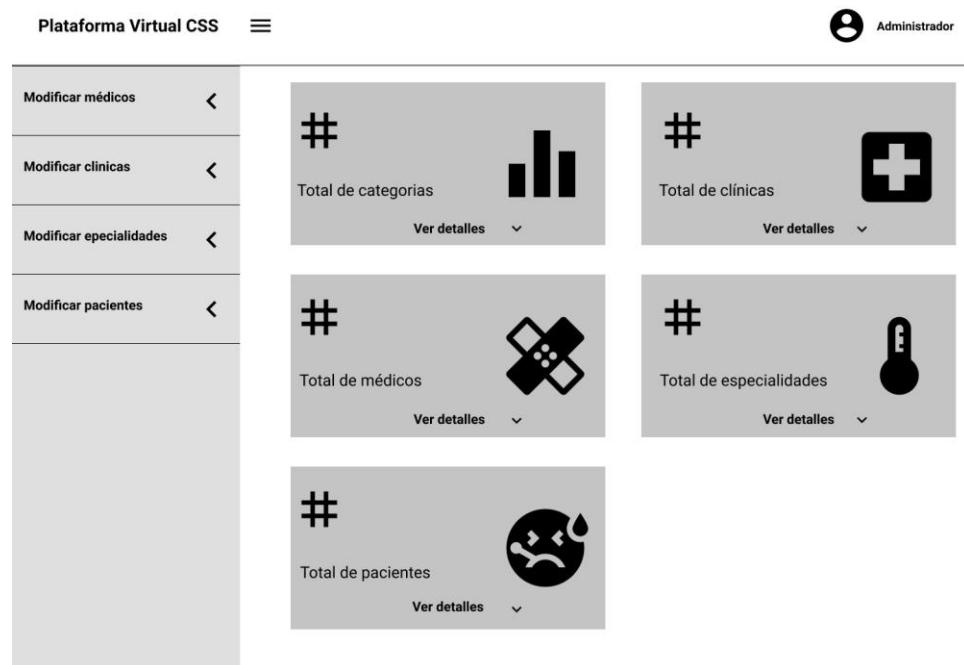 Plataforma Virtual CSS
Administrador
Modificar médicos
Modificar clinicas
Modificar epecialidades
Modificar pacientes
#
Total de categorias
Ver detalles
#
Total de clínicas
Ver detalles
#
Total de médicos
Ver detalles
#
Total de especialidades
Ver detalles
#
Total de pacientes
Ver detalles